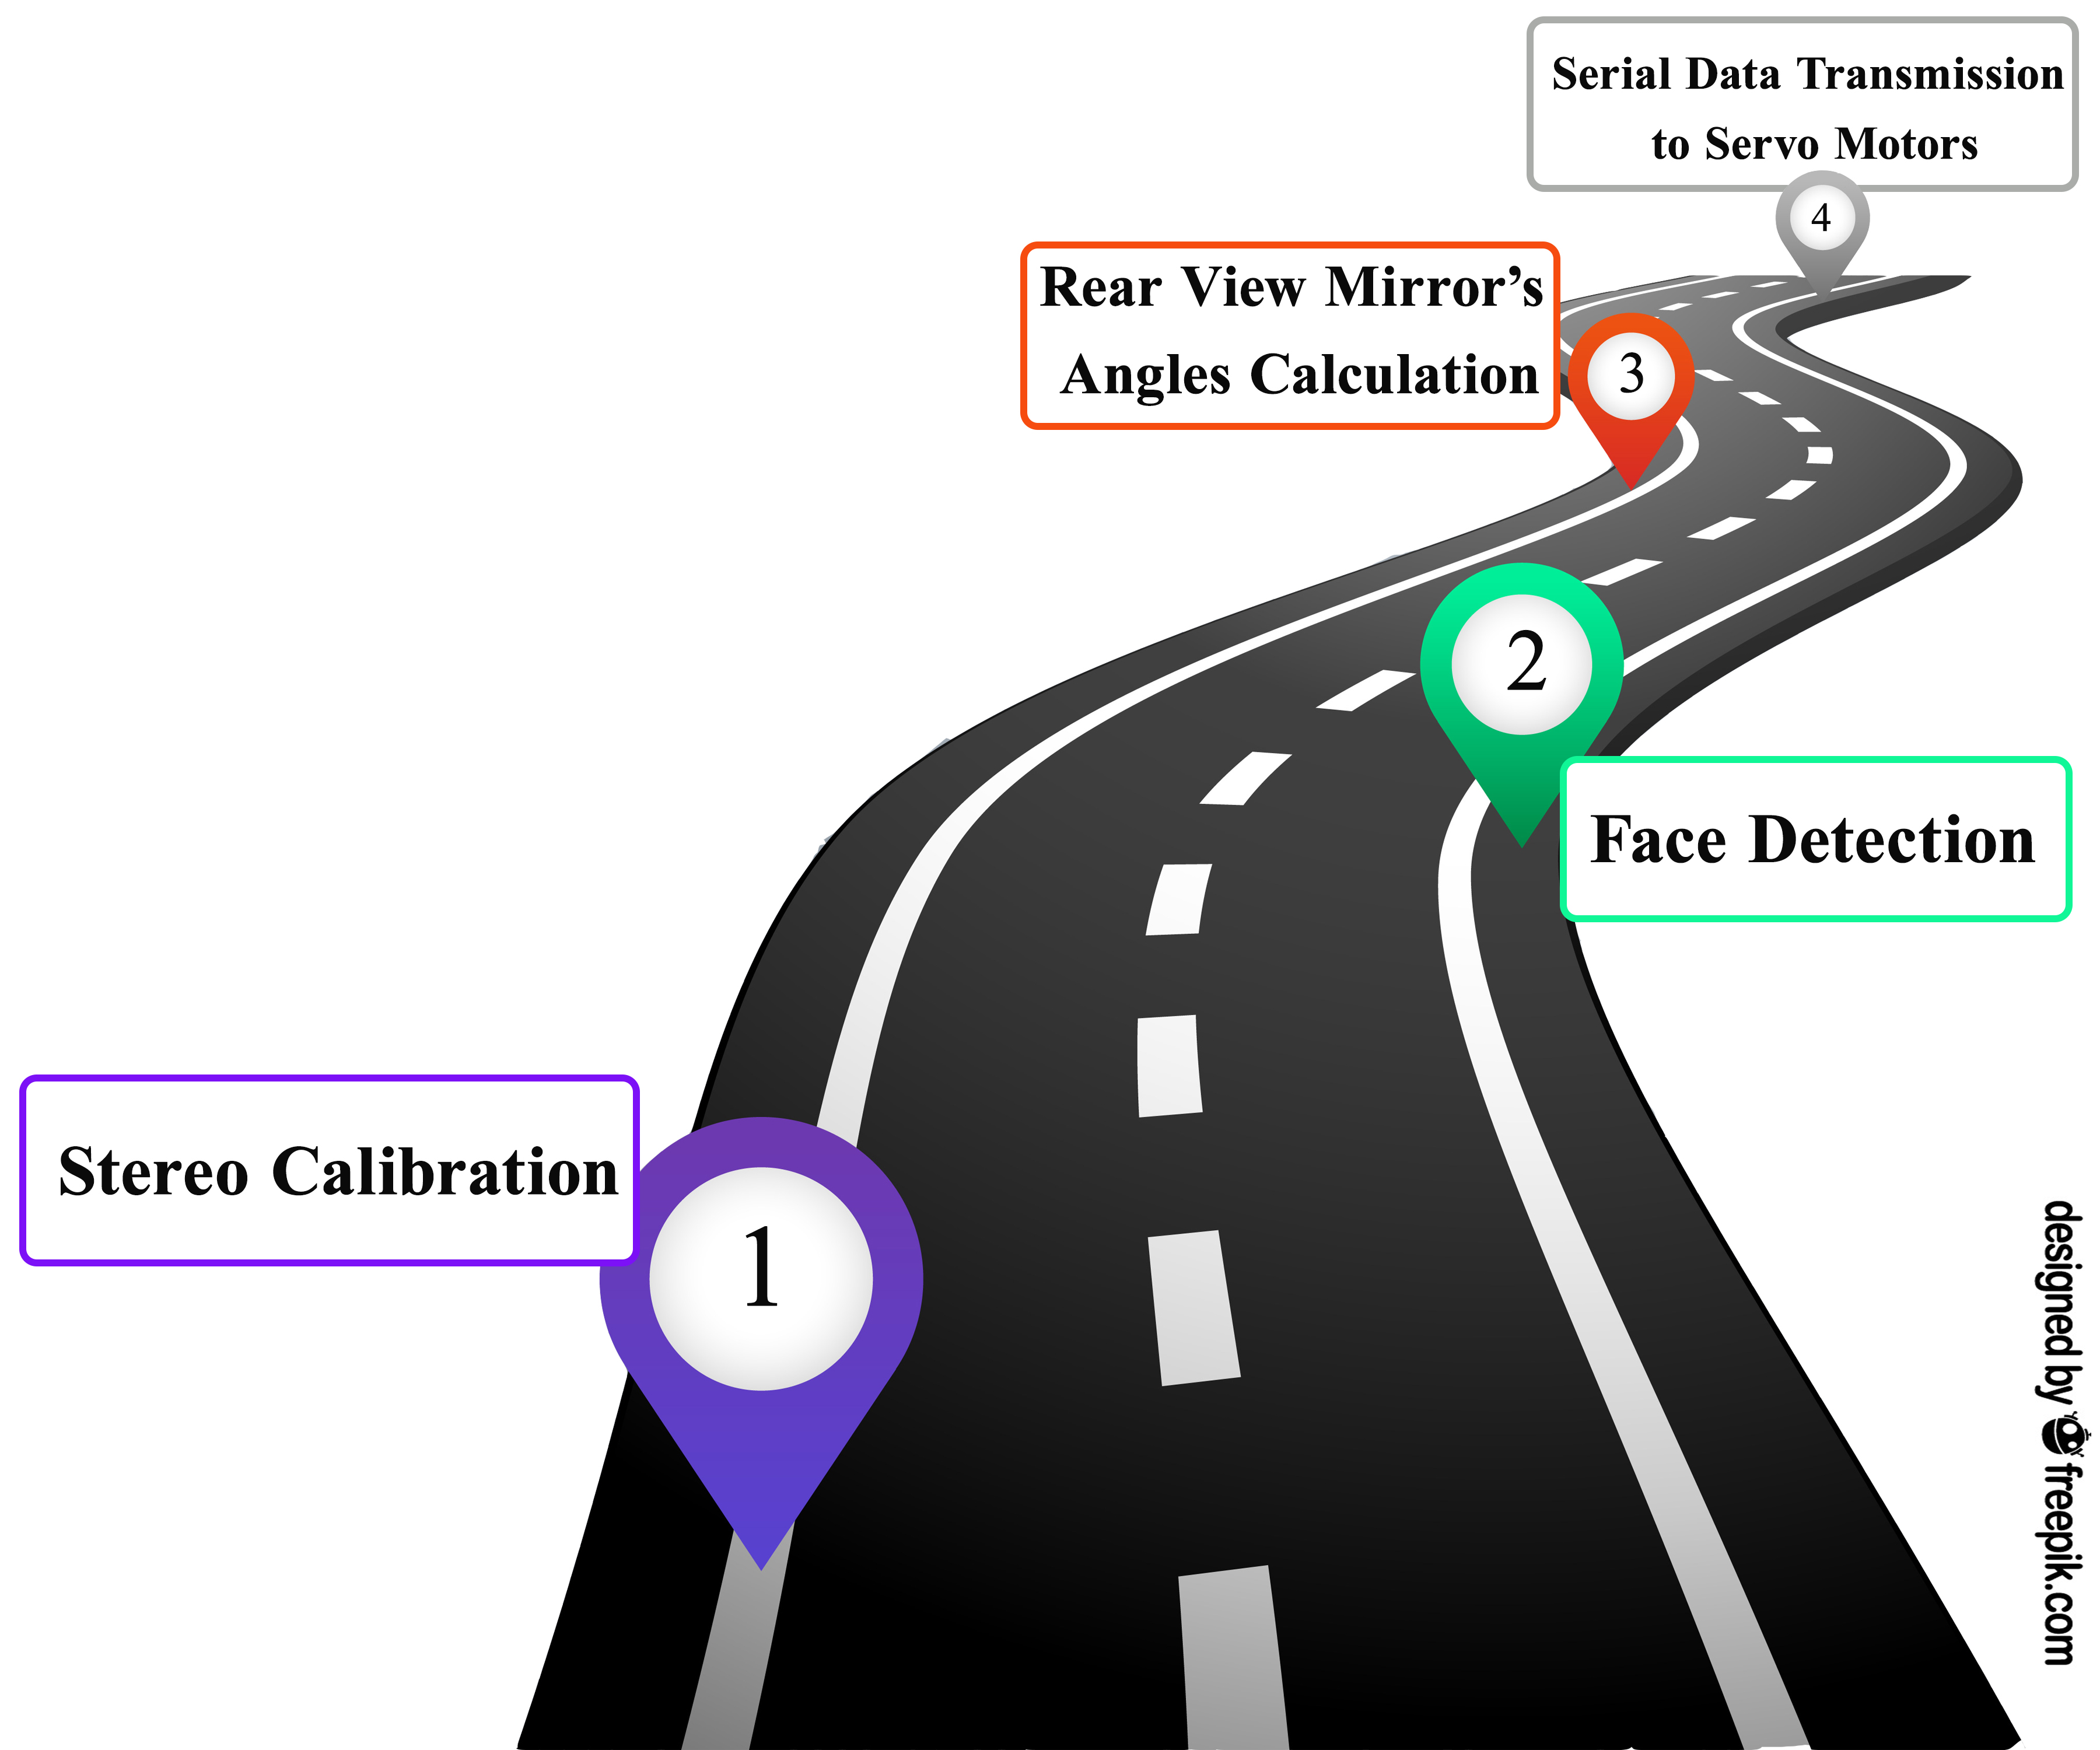 Serial Data Transmission
to Servo Motors
4
Rear View Mirror’s
Angles Calculation
3
2
Face Detection
Stereo Calibration
1
designed by freepik.com